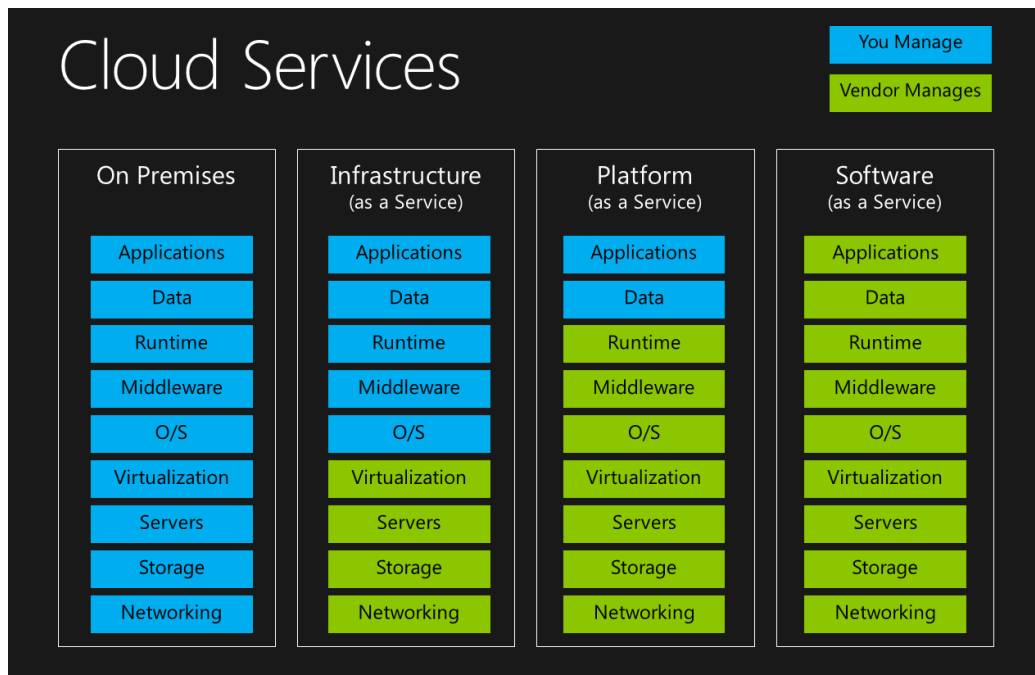 Cloud Services
You Manage
Vendor Manages
On Premises
Applications
Data
Runtime
Middleware
O/S
Virtualization
Servers
Storage
Networking
Infrastructure
(as a Service)
Applications
Data
Runtime
Middleware
O/S
Virtualization
Servers
Storage
Networking
Platform
(as a Service)
Applications
Data
Runtime
Middleware
O/S
Virtualization
Servers
Storage
Networking
Software
(as a Service)
Applications
Data
Runtime
Middleware
O/S
Virtualization
Servers
Storage
Networking